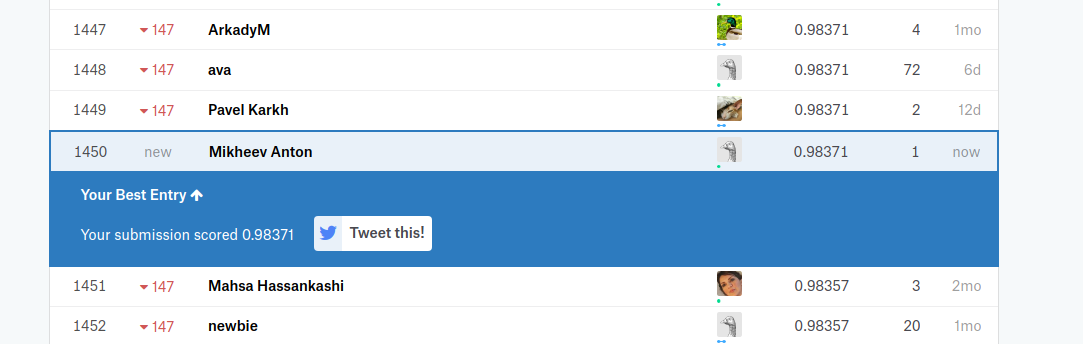 1447 147 ArkadyM 0.98371 4 1mo
1448 147 ava 0.98371 72 6d
1449 147 Pavel Karkh 0.98371 2 12d
1450 new Mikheev Anton 0.98371 1 now
Your Best Entry
Your submission scored 0.98371 Tweet this!
1451 147 Mahsa Hassankashi 0.98357 3 2mo
1452 147 newbie 0.98357 20 1mo